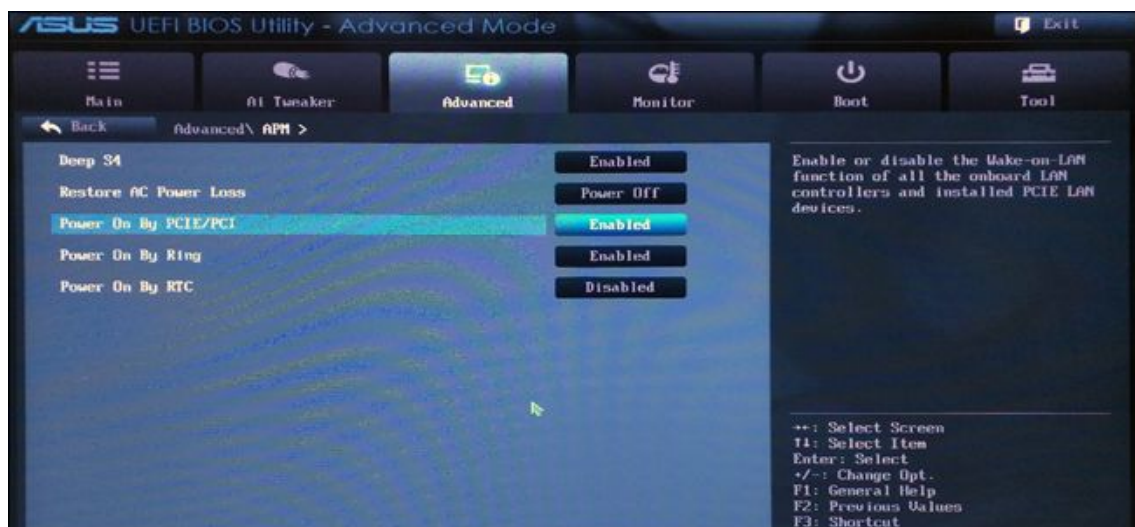 ASUS UEFI BIOS Utility - Advanced Mode
Exit
Main
Ai Tweaker
Advanced
Monitor
Boot
Tool
Back
Advanced\ APM >
Deep S4
Enabled
Restore AC Power Loss
Power Off
Power On By PCIE/PCI
Enabled
Power On By Ring
Enabled
Power On By RTC
Disabled
Enable or disable the Wake-on-LAN
function of all the onboard LAN
controllers and installed PCIE LAN
devices.
→←: Select Screen
↑↓: Select Item
Enter: Select
+/-: Change Opt.
F1: General Help
F2: Previous Values
F3: Shortcut